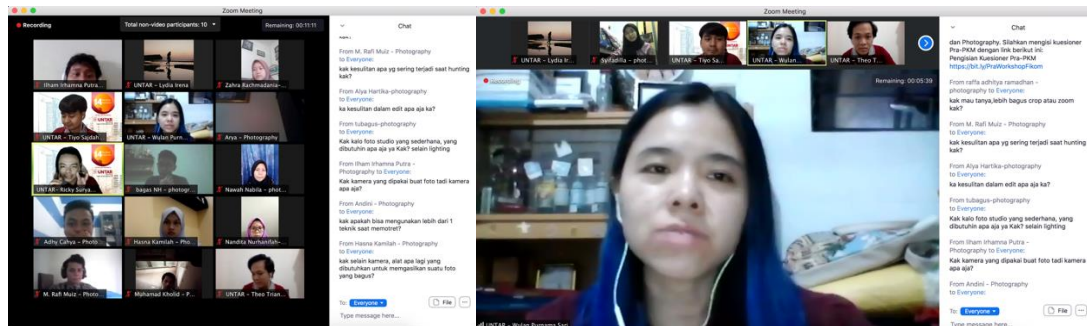 Zoom Meeting
Recording
Total non-video participants: 10
Remaining: 00:11:11
Ilham Irhamna Putra...
UNTAR - Lydia Irena
Zahra Rachmadania-...
UNTAR - Tiyo Sajdah
UNTAR - Wulan Purn...
Arya - Photography
UNTAR- Ricky Surya...
bagas NH - photogr...
Nawah Nabila - phot...
Adhy Cahya - Photo...
Hasna Kamilah - Pho...
Nandita Nurhanifah-...
M. Rafi Muiz - Photo...
Muhamad Kholid - P...
UNTAR - Theo Trian...
Chat
From M. Rafi Muiz - Photography
to Everyone:
kak kesulitan apa yg sering terjadi saat hunting
kak?
From Alya Hartika-photography
to Everyone:
ka kesulitan dalam edit apa aja ka?
From tubagus-photography
to Everyone:
Kak kalo foto studio yang sederhana, yang
dibutuhin apa aja ya Kak? selain lighting
From Ilham Irhamna Putra -
Photography to Everyone:
Kak kamera yang dipakai buat foto tadi kamera
apa aja?
From Andini - Photography
to Everyone:
kak apakah bisa mengunakan lebih dari 1
teknik saat memotret?
From Hasna Kamilah - Photography
to Everyone:
kak selain kamera, alat apa lagi yang
dibutuhkan untuk mengasilkan suatu foto
yang bagus?
To: Everyone
File
Type message here...
Zoom Meeting
UNTAR - Lydia Ir...
Syifadilla - phot...
UNTAR - Tiyo Sa...
UNTAR - Wulan...
UNTAR - Theo T...
Recording
Remaining: 00:05:39
UNTAR - Wulan Purnama Sari
Chat
dan Photography. Silahkan mengisi kuesioner
Pra-PKM dengan link berikut ini:
Pengisian Kuesioner Pra-PKM
https://bit.ly/PraWorkshopFikom
From raffa adhitya ramadhan -
photography to Everyone:
kak mau tanya,lebih bagus crop atau zoom
kak?
From M. Rafi Muiz - Photography
to Everyone:
kak kesulitan apa yg sering terjadi saat hunting
kak?
From Alya Hartika-photography
to Everyone:
ka kesulitan dalam edit apa aja ka?
From tubagus-photography
to Everyone:
Kak kalo foto studio yang sederhana, yang
dibutuhin apa aja ya Kak? selain lighting
From Ilham Irhamna Putra -
Photography to Everyone:
Kak kamera yang dipakai buat foto tadi kamera
apa aja?
From Andini - Photography
to Everyone:
To: Everyone
File
Type message here...